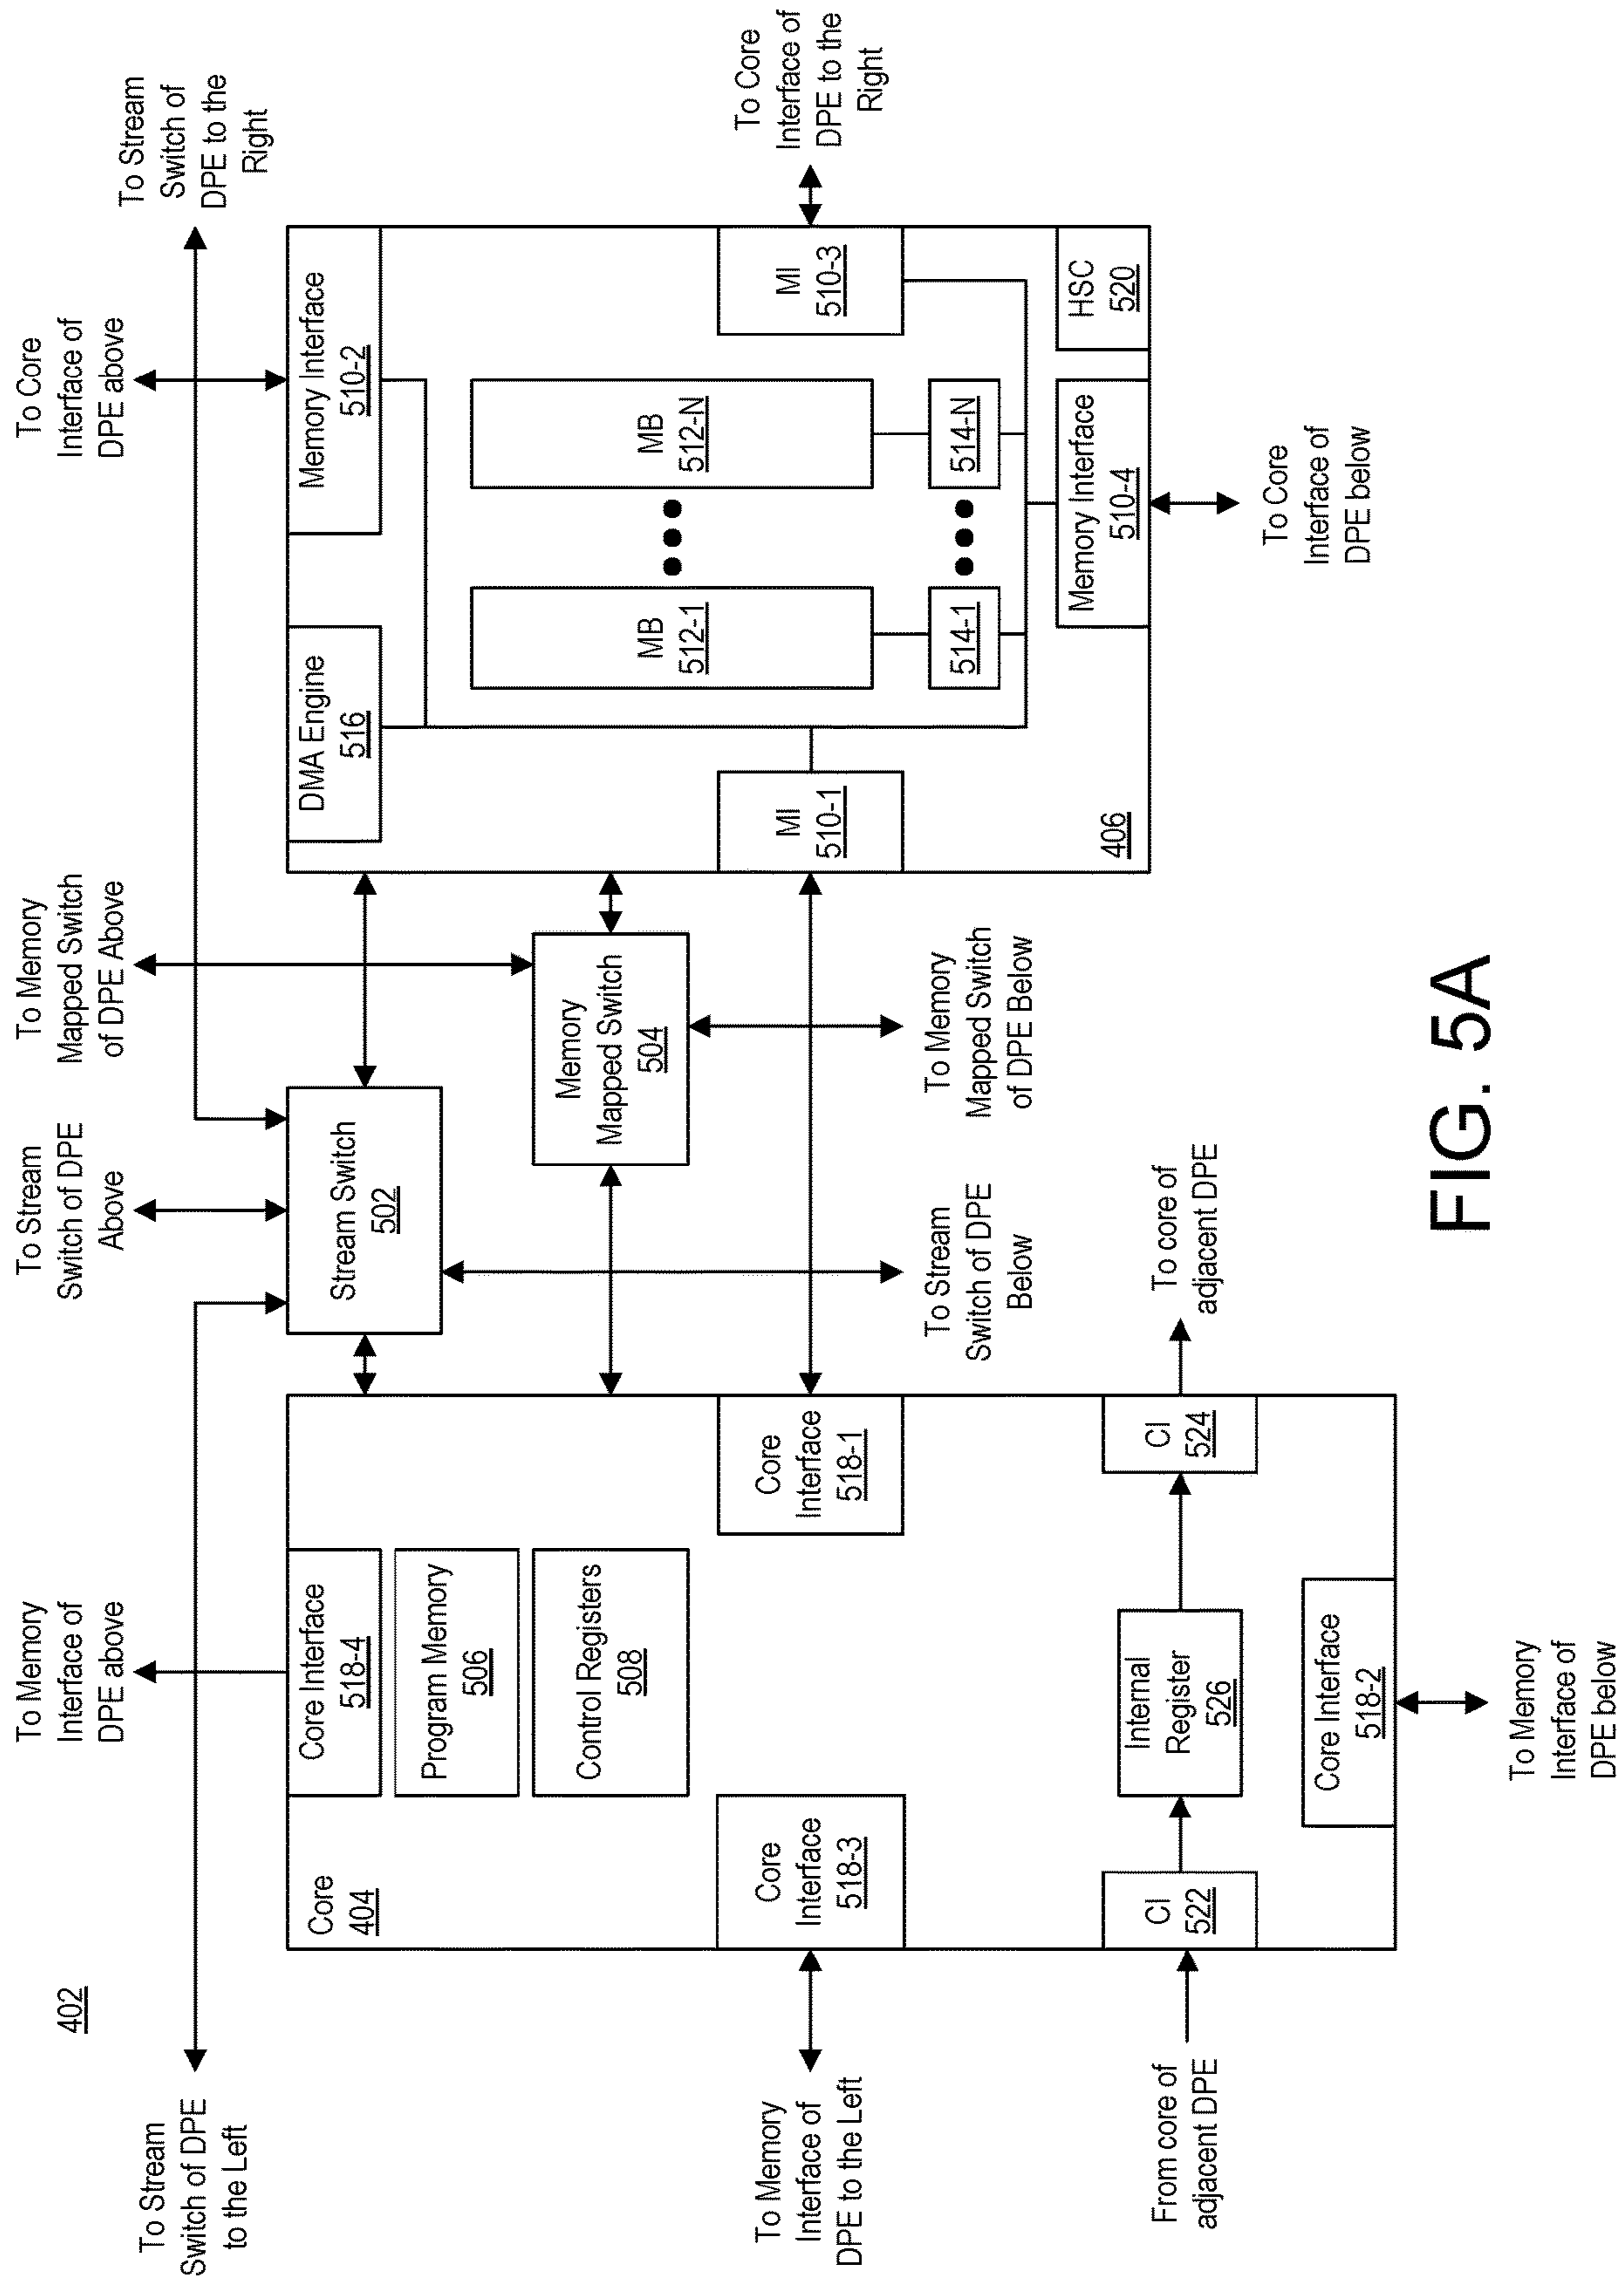 402
To Stream
Switch of DPE
to the Left
To Memory
Interface of
DPE above
To Stream
Switch of DPE
Above
To Memory
Mapped Switch
of DPE Above
To Core
Interface of
DPE above
To Stream
Switch of
DPE to the
Right
Core
404
Core Interface
518-4
Program Memory
506
Control Registers
508
Core
Interface
518-3
Core
Interface
518-1
To Memory
Interface of
DPE to the Left
From core of
adjacent DPE
CI
522
Internal
Register
526
CI
524
To core of
adjacent DPE
Core Interface
518-2
To Memory
Interface of
DPE below
Stream Switch
502
Memory
Mapped Switch
504
To Stream
Switch of DPE
Below
To Memory
Mapped Switch
of DPE Below
DMA Engine
516
Memory Interface
510-2
MB
512-1
MB
512-N
514-1
514-N
MI
510-1
MI
510-3
To Core
Interface of
DPE to the
Right
406
Memory Interface
510-4
HSC
520
To Core
Interface of
DPE below
FIG. 5A